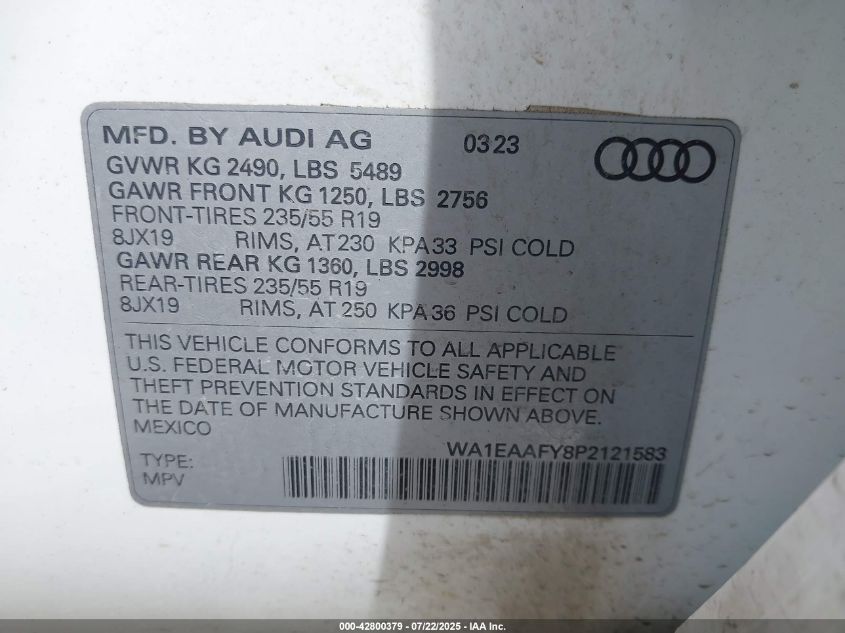 MFD. BY AUDI AG 03 23
GVWR KG 2490, LBS 5489
GAWR FRONT KG 1250, LBS 2756
FRONT-TIRES 235/55 R19
8JX19 RIMS, AT 230 KPA 33 PSI COLD
GAWR REAR KG 1360, LBS 2998
REAR-TIRES 235/55 R19
8JX19 RIMS, AT 250 KPA 36 PSI COLD
THIS VEHICLE CONFORMS TO ALL APPLICABLE
U.S. FEDERAL MOTOR VEHICLE SAFETY AND
THEFT PREVENTION STANDARDS IN EFFECT ON
THE DATE OF MANUFACTURE SHOWN ABOVE.
MEXICO
WA1EAAFY8P2121583
TYPE:
MPV
000-42800379 - 07/22/2025 - IAA Inc.